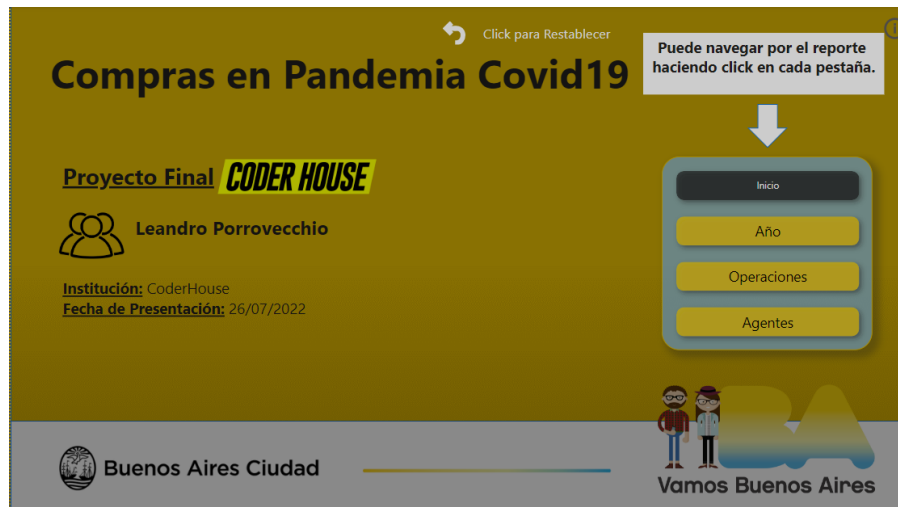 Click para Restablecer
Puede navegar por el reporte
haciendo click en cada pestaña.
Compras en Pandemia Covid19
Proyecto Final CODER HOUSE
Leandro Porrovecchio
Institución: CoderHouse
Fecha de Presentación: 26/07/2022
Inicio
Año
Operaciones
Agentes
Buenos Aires Ciudad
BA
Vamos Buenos Aires